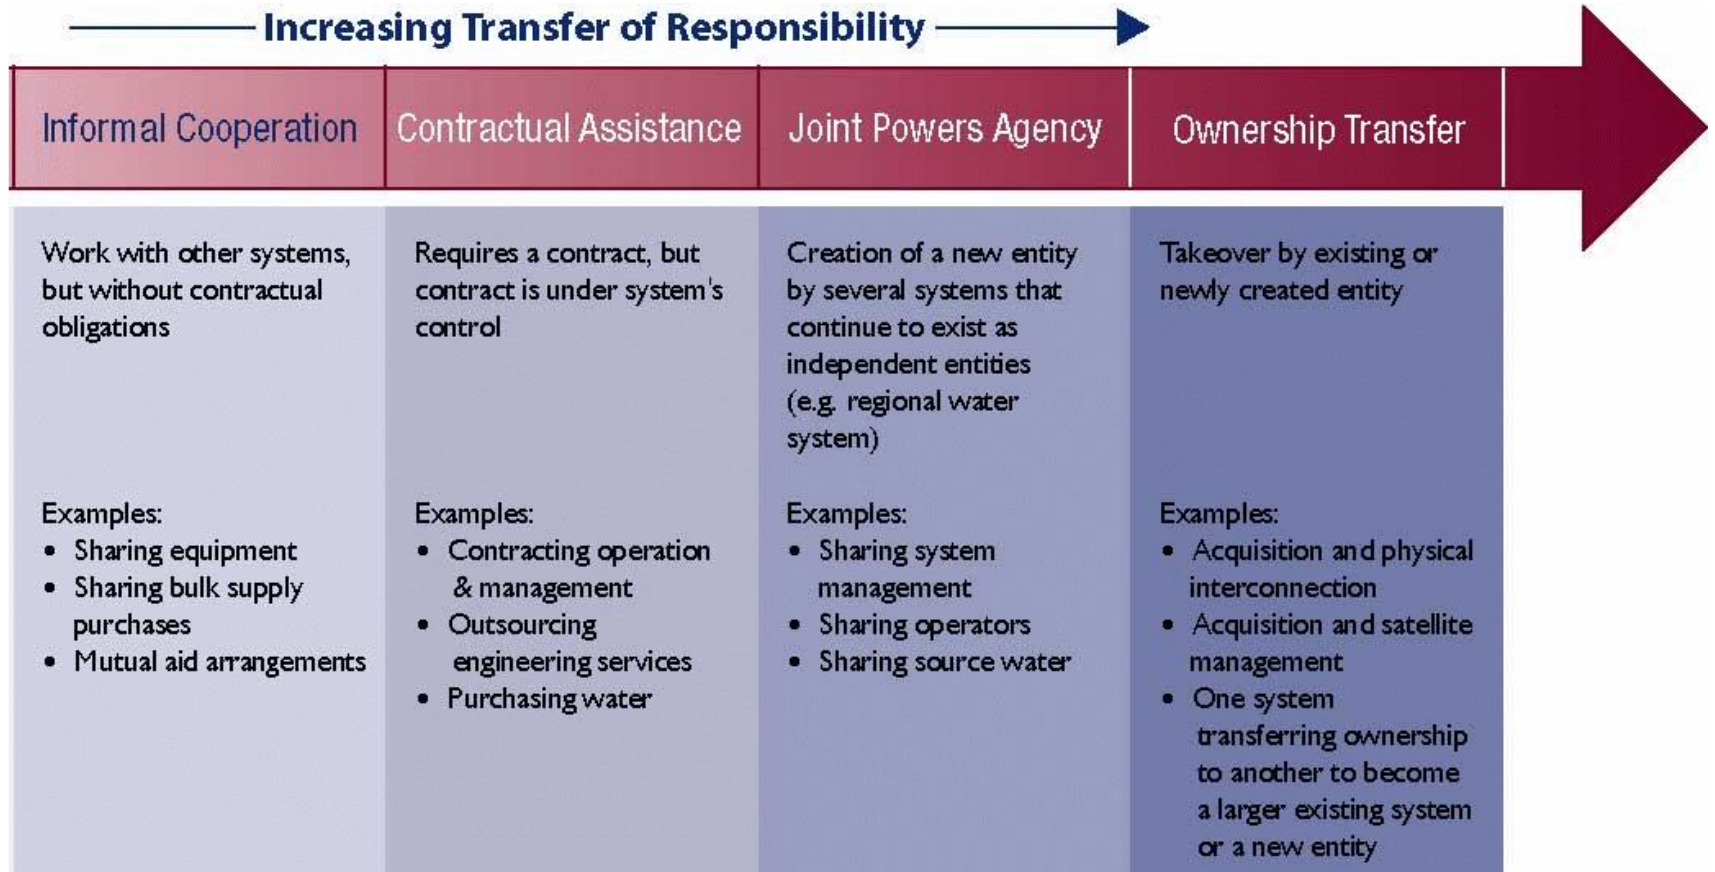 Increasing Transfer of Responsibility
Informal Cooperation
Contractual Assistance
Joint Powers Agency
Ownership Transfer
Work with other systems,
but without contractual
obligations
Examples:
• Sharing equipment
• Sharing bulk supply
purchases
• Mutual aid arrangements
Requires a contract, but
contract is under system's
control
Examples:
• Contracting operation
& management
• Outsourcing
engineering services
• Purchasing water
Creation of a new entity
by several systems that
continue to exist as
independent entities
(e.g. regional water
system)
Examples:
• Sharing system
management
• Sharing operators
• Sharing source water
Takeover by existing or
newly created entity
Examples:
• Acquisition and physical
interconnection
• Acquisition and satellite
management
• One system
transferring ownership
to another to become
a larger existing system
or a new entity